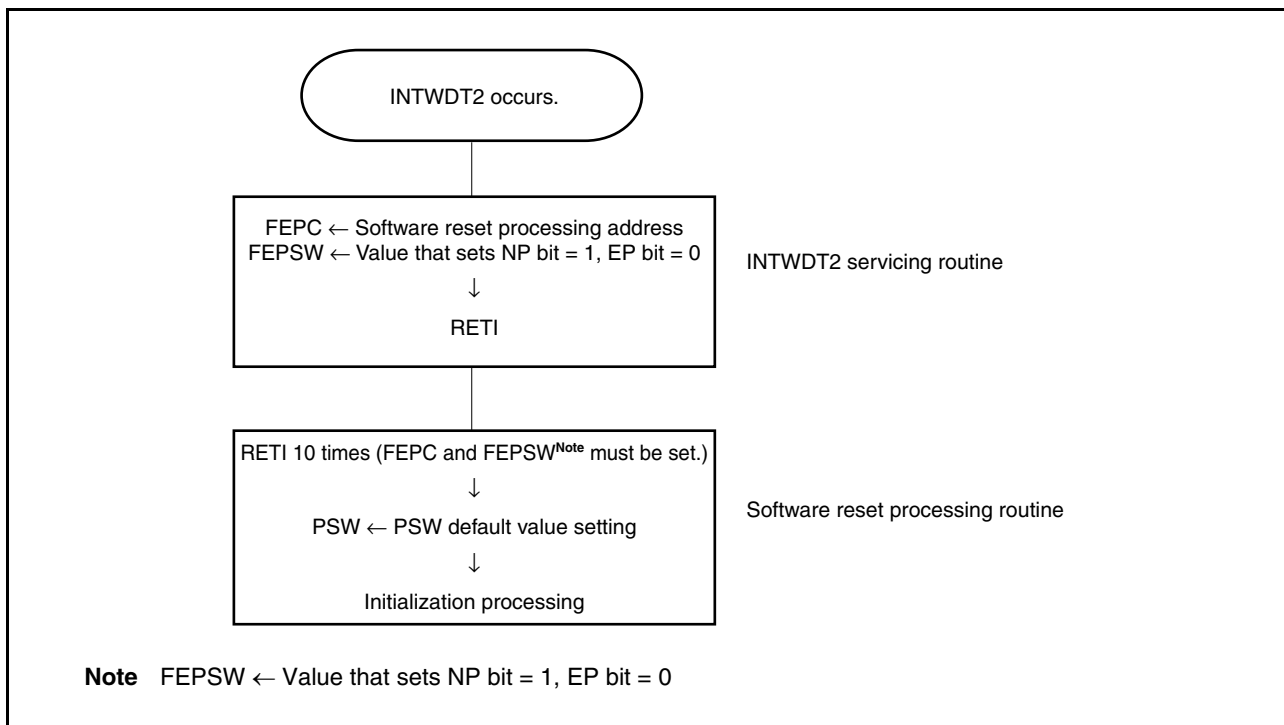 INTWDT2 occurs.
FEPC ← Software reset processing address
FEPSW ← Value that sets NP bit = 1, EP bit = 0
↓
RETI
INTWDT2 servicing routine
RETI 10 times (FEPC and FEPSWNote must be set.)
↓
PSW ← PSW default value setting
↓
Initialization processing
Software reset processing routine
Note FEPSW ← Value that sets NP bit = 1, EP bit = 0